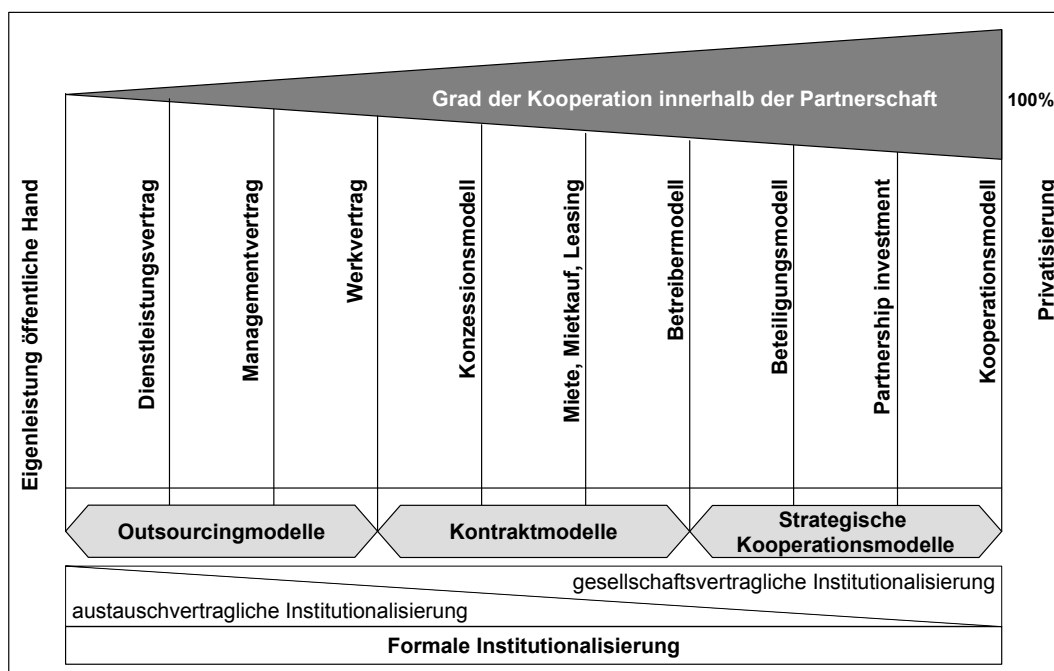 Grad der Kooperation innerhalb der Partnerschaft
100%
Eigenleistung öffentliche Hand
Dienstleistungsvertrag
Managementvertrag
Werkvertrag
Konzessionsmodell
Miete, Mietkauf, Leasing
Betreibermodell
Beteiligungsmodell
Partnership investment
Kooperationsmodell
Privatisierung
Outsourcingmodelle
Kontraktmodelle
Strategische
Kooperationsmodelle
gesellschaftsvertragliche Institutionalisierung
austauschvertragliche Institutionalisierung
Formale Institutionalisierung